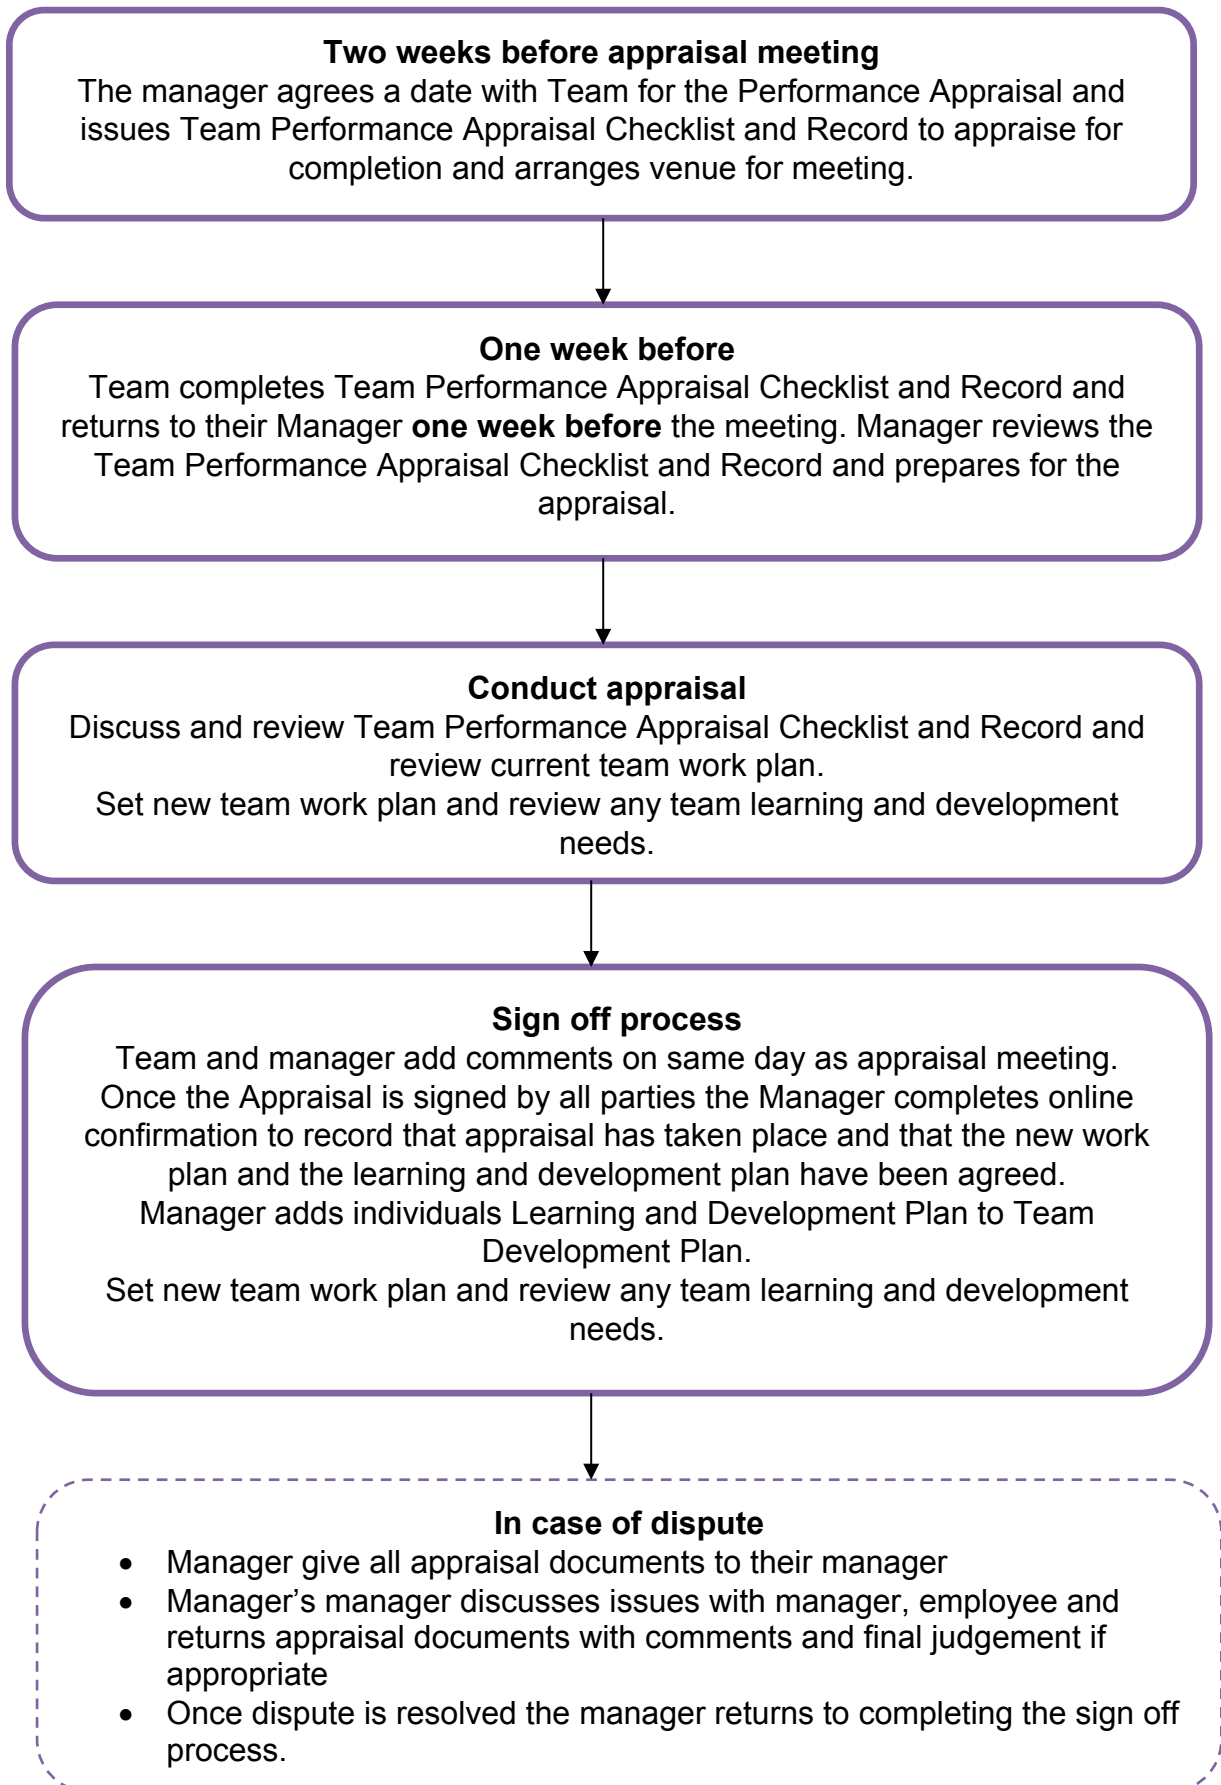 Two weeks before appraisal meeting
The manager agrees a date with Team for the Performance Appraisal and
issues Team Performance Appraisal Checklist and Record to appraise for
completion and arranges venue for meeting.
One week before
Team completes Team Performance Appraisal Checklist and Record and
returns to their Manager one week before the meeting. Manager reviews the
Team Performance Appraisal Checklist and Record and prepares for the
appraisal.
Conduct appraisal
Discuss and review Team Performance Appraisal Checklist and Record and
review current team work plan.
Set new team work plan and review any team learning and development
needs.
Sign off process
Team and manager add comments on same day as appraisal meeting.
Once the Appraisal is signed by all parties the Manager completes online
confirmation to record that appraisal has taken place and that the new work
plan and the learning and development plan have been agreed.
Manager adds individuals Learning and Development Plan to Team
Development Plan.
Set new team work plan and review any team learning and development
needs.
In case of dispute
• Manager give all appraisal documents to their manager
• Manager’s manager discusses issues with manager, employee and
returns appraisal documents with comments and final judgement if
appropriate
• Once dispute is resolved the manager returns to completing the sign off
process.